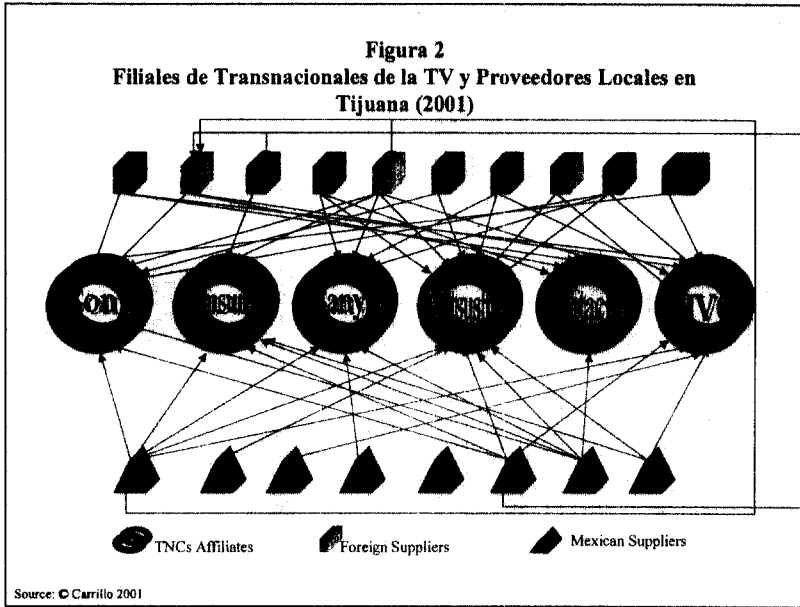 Figura 2
Filiales de Transnacionales de la TV y Proveedores Locales en
Tijuana (2001)
TNCs Affiliates
Foreign Suppliers
Mexican Suppliers
Source: © Carrillo 2001